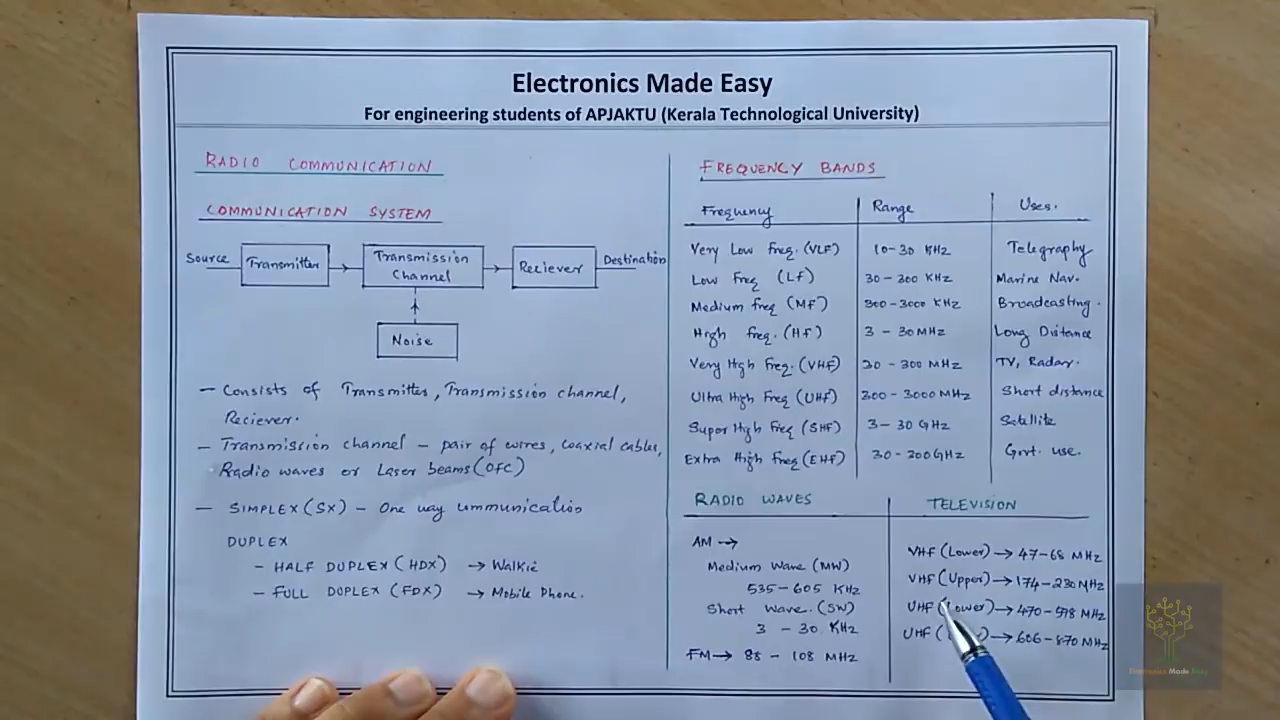 Electronics Made Easy
For engineering students of APJAKTU (Kerala Technological University)
RADIO COMMUNICATION
COMMUNICATION SYSTEM
Source Transmitter Transmission Channel Reciever Destination
Noise
– Consists of Transmitter, Transmission channel,
Reciever.
– Transmission channel – pair of wires, coaxial cables,
Radio waves or Laser beams (OFC)
– SIMPLEX (SX) – One way communication
DUPLEX
– HALF DUPLEX (HDX) → Walkie
– FULL DUPLEX (FDX) → Mobile Phone.
FREQUENCY BANDS
Frequency Range Uses.
Very Low Freq. (VLF) 10-30 KHz Telegraphy
Low Freq (LF) 30-300 KHz Marine Nav.
Medium freq (MF) 300-3000 KHz Broadcasting.
High freq. (HF) 3 - 30 MHz Long Distance
Very High Freq. (VHF) 30 - 300 MHz TV, Radar.
Ultra High Freq (UHF) 300-3000 MHz Short distance
Super High Freq (SHF) 3-30 GHz Satellite
Extra High Freq (EHF) 30-300 GHz Govt. use.
RADIO WAVES
AM →
Medium Wave (MW)
535-605 KHz
Short Wave. (SW)
3 - 30 KHz
FM → 88 - 108 MHz
TELEVISION
VHF (Lower) → 47-68 MHz
VHF (Upper) → 174-230 MHz
UHF (Lower) → 470-598 MHz
UHF ( ) → 606-870 MHz
Electronics Made Easy